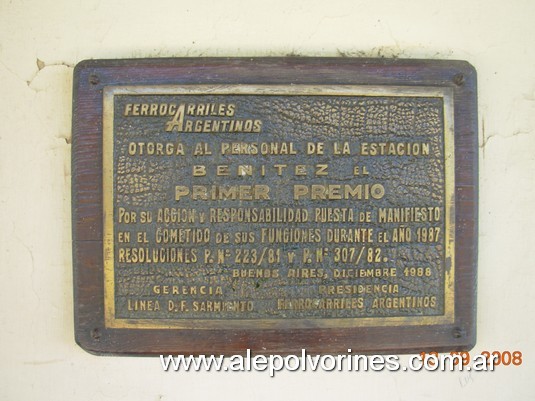 FERROCARRILES
ARGENTINOS
OTORGA AL PERSONAL DE LA ESTACION
BENITEZ EL
PRIMER PREMIO
POR SU ACCION Y RESPONSABILIDAD PUESTA DE MANIFIESTO
EN EL COMETIDO DE SUS FUNCIONES DURANTE EL AÑO 1987
RESOLUCIONES P. Nº 223/81 Y P. Nº 307/82.
BUENOS AIRES, DICIEMBRE 1988
GERENCIA PRESIDENCIA
LINEA D.F. SARMIENTO FERROCARRILES ARGENTINOS
www.alepolvorines.com.ar
2008